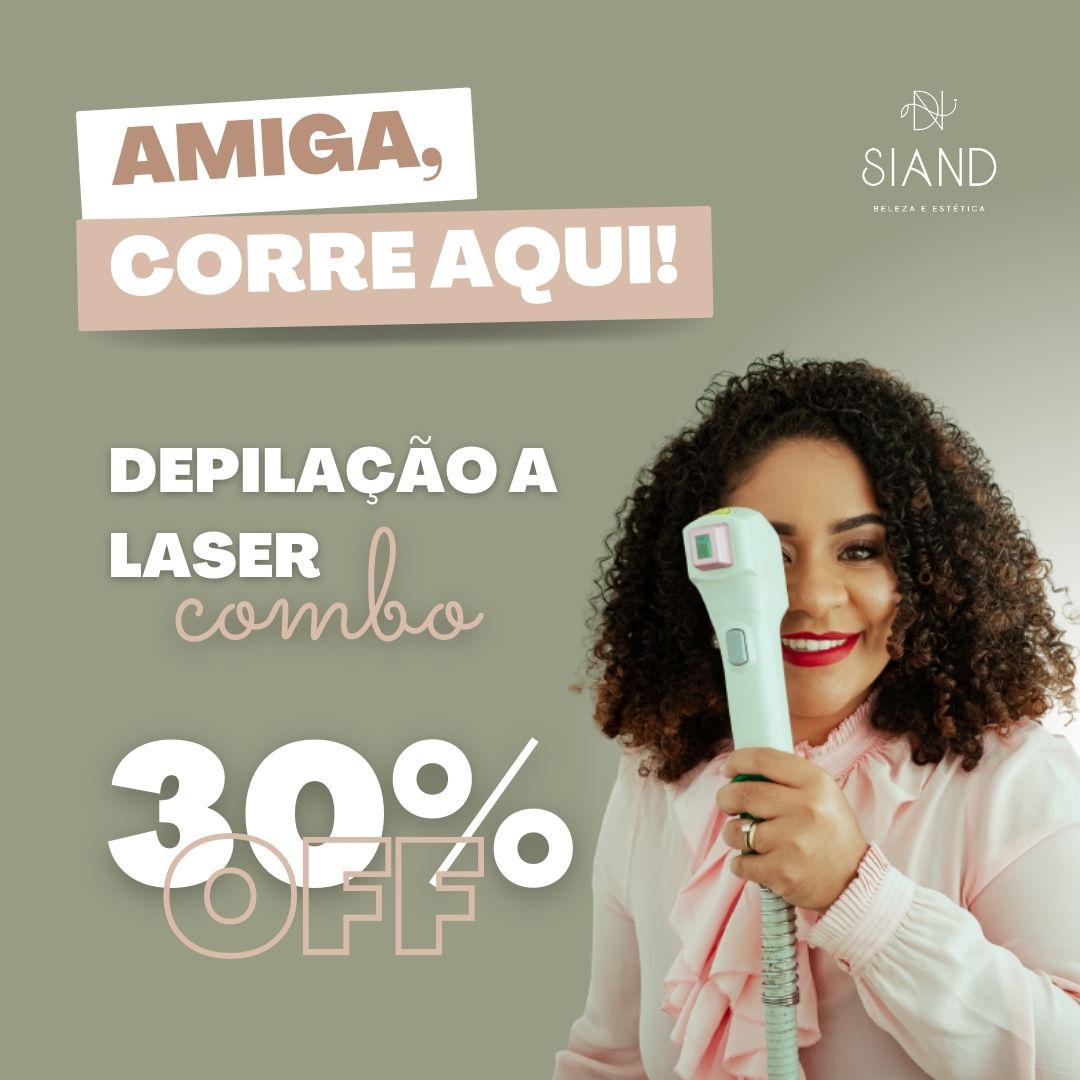 AMIGA,
CORRE AQUI!
SIAND
BELEZA E ESTÉTICA
DEPILAÇÃO A
LASER
combo
30%
OFF